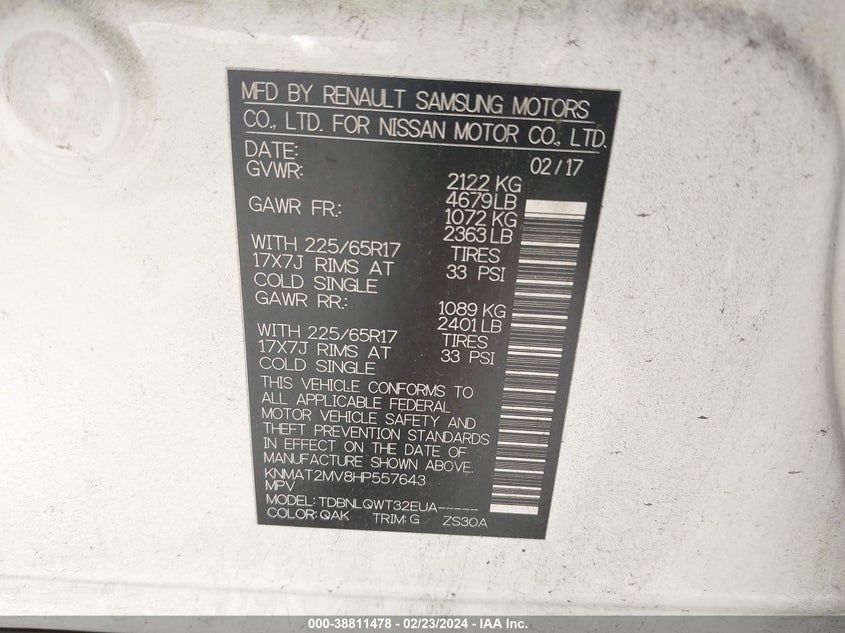 MFD BY RENAULT SAMSUNG MOTORS
CO., LTD. FOR NISSAN MOTOR CO., LTD.
DATE: 02/17
GVWR: 2122 KG
4679 LB
GAWR FR.: 1072 KG
2363 LB
WITH 225/65R17 TIRES
17X7J RIMS AT 33 PSI
COLD SINGLE
GAWR RR.: 1089 KG
2401 LB
WITH 225/65R17 TIRES
17X7J RIMS AT 33 PSI
COLD SINGLE
THIS VEHICLE CONFORMS TO
ALL APPLICABLE FEDERAL
MOTOR VEHICLE SAFETY AND
THEFT PREVENTION STANDARDS
IN EFFECT ON THE DATE OF
MANUFACTURE SHOWN ABOVE.
KNMAT2MV8HP557643
MPV
MODEL: TDBNLQWT32EUA-----
COLOR: QAK TRIM: G ZS30A
000-38811478 - 02/23/2024 - IAA Inc.